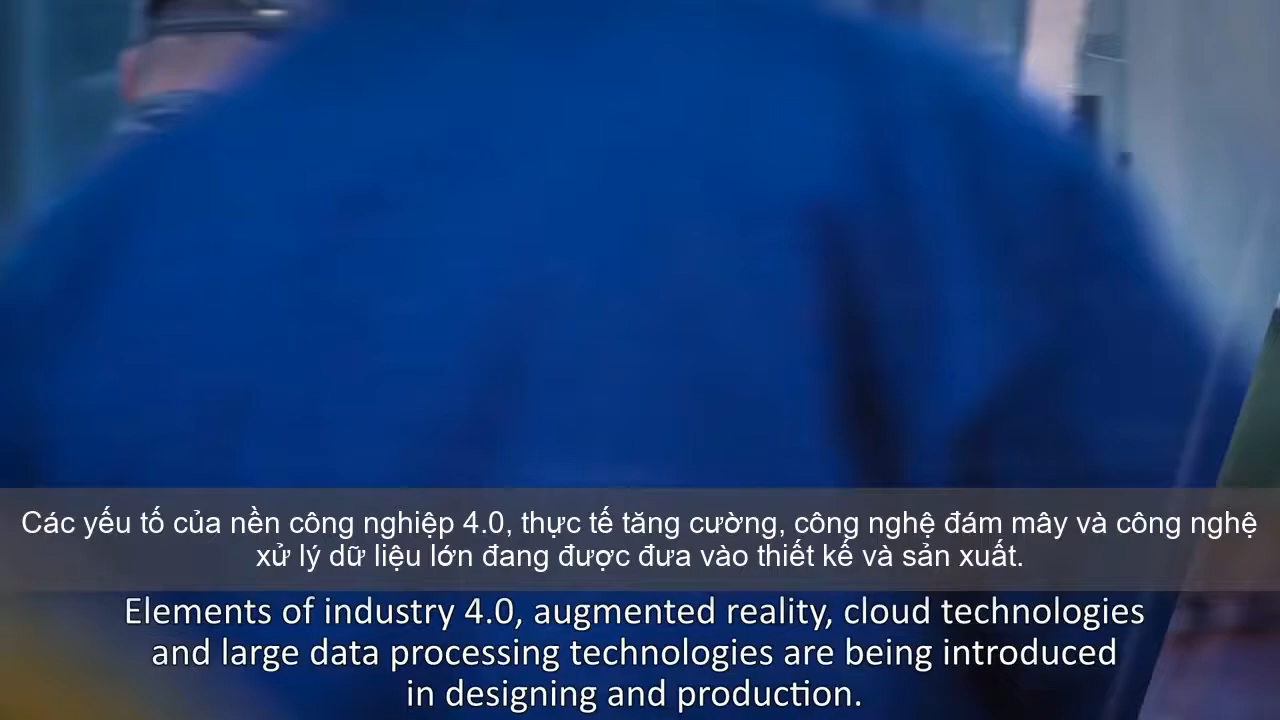 Các yếu tố của nền công nghiệp 4.0, thực tế tăng cường, công nghệ đám mây và công nghệ
xử lý dữ liệu lớn đang được đưa vào thiết kế và sản xuất.
Elements of industry 4.0, augmented reality, cloud technologies
and large data processing technologies are being introduced
in designing and production.